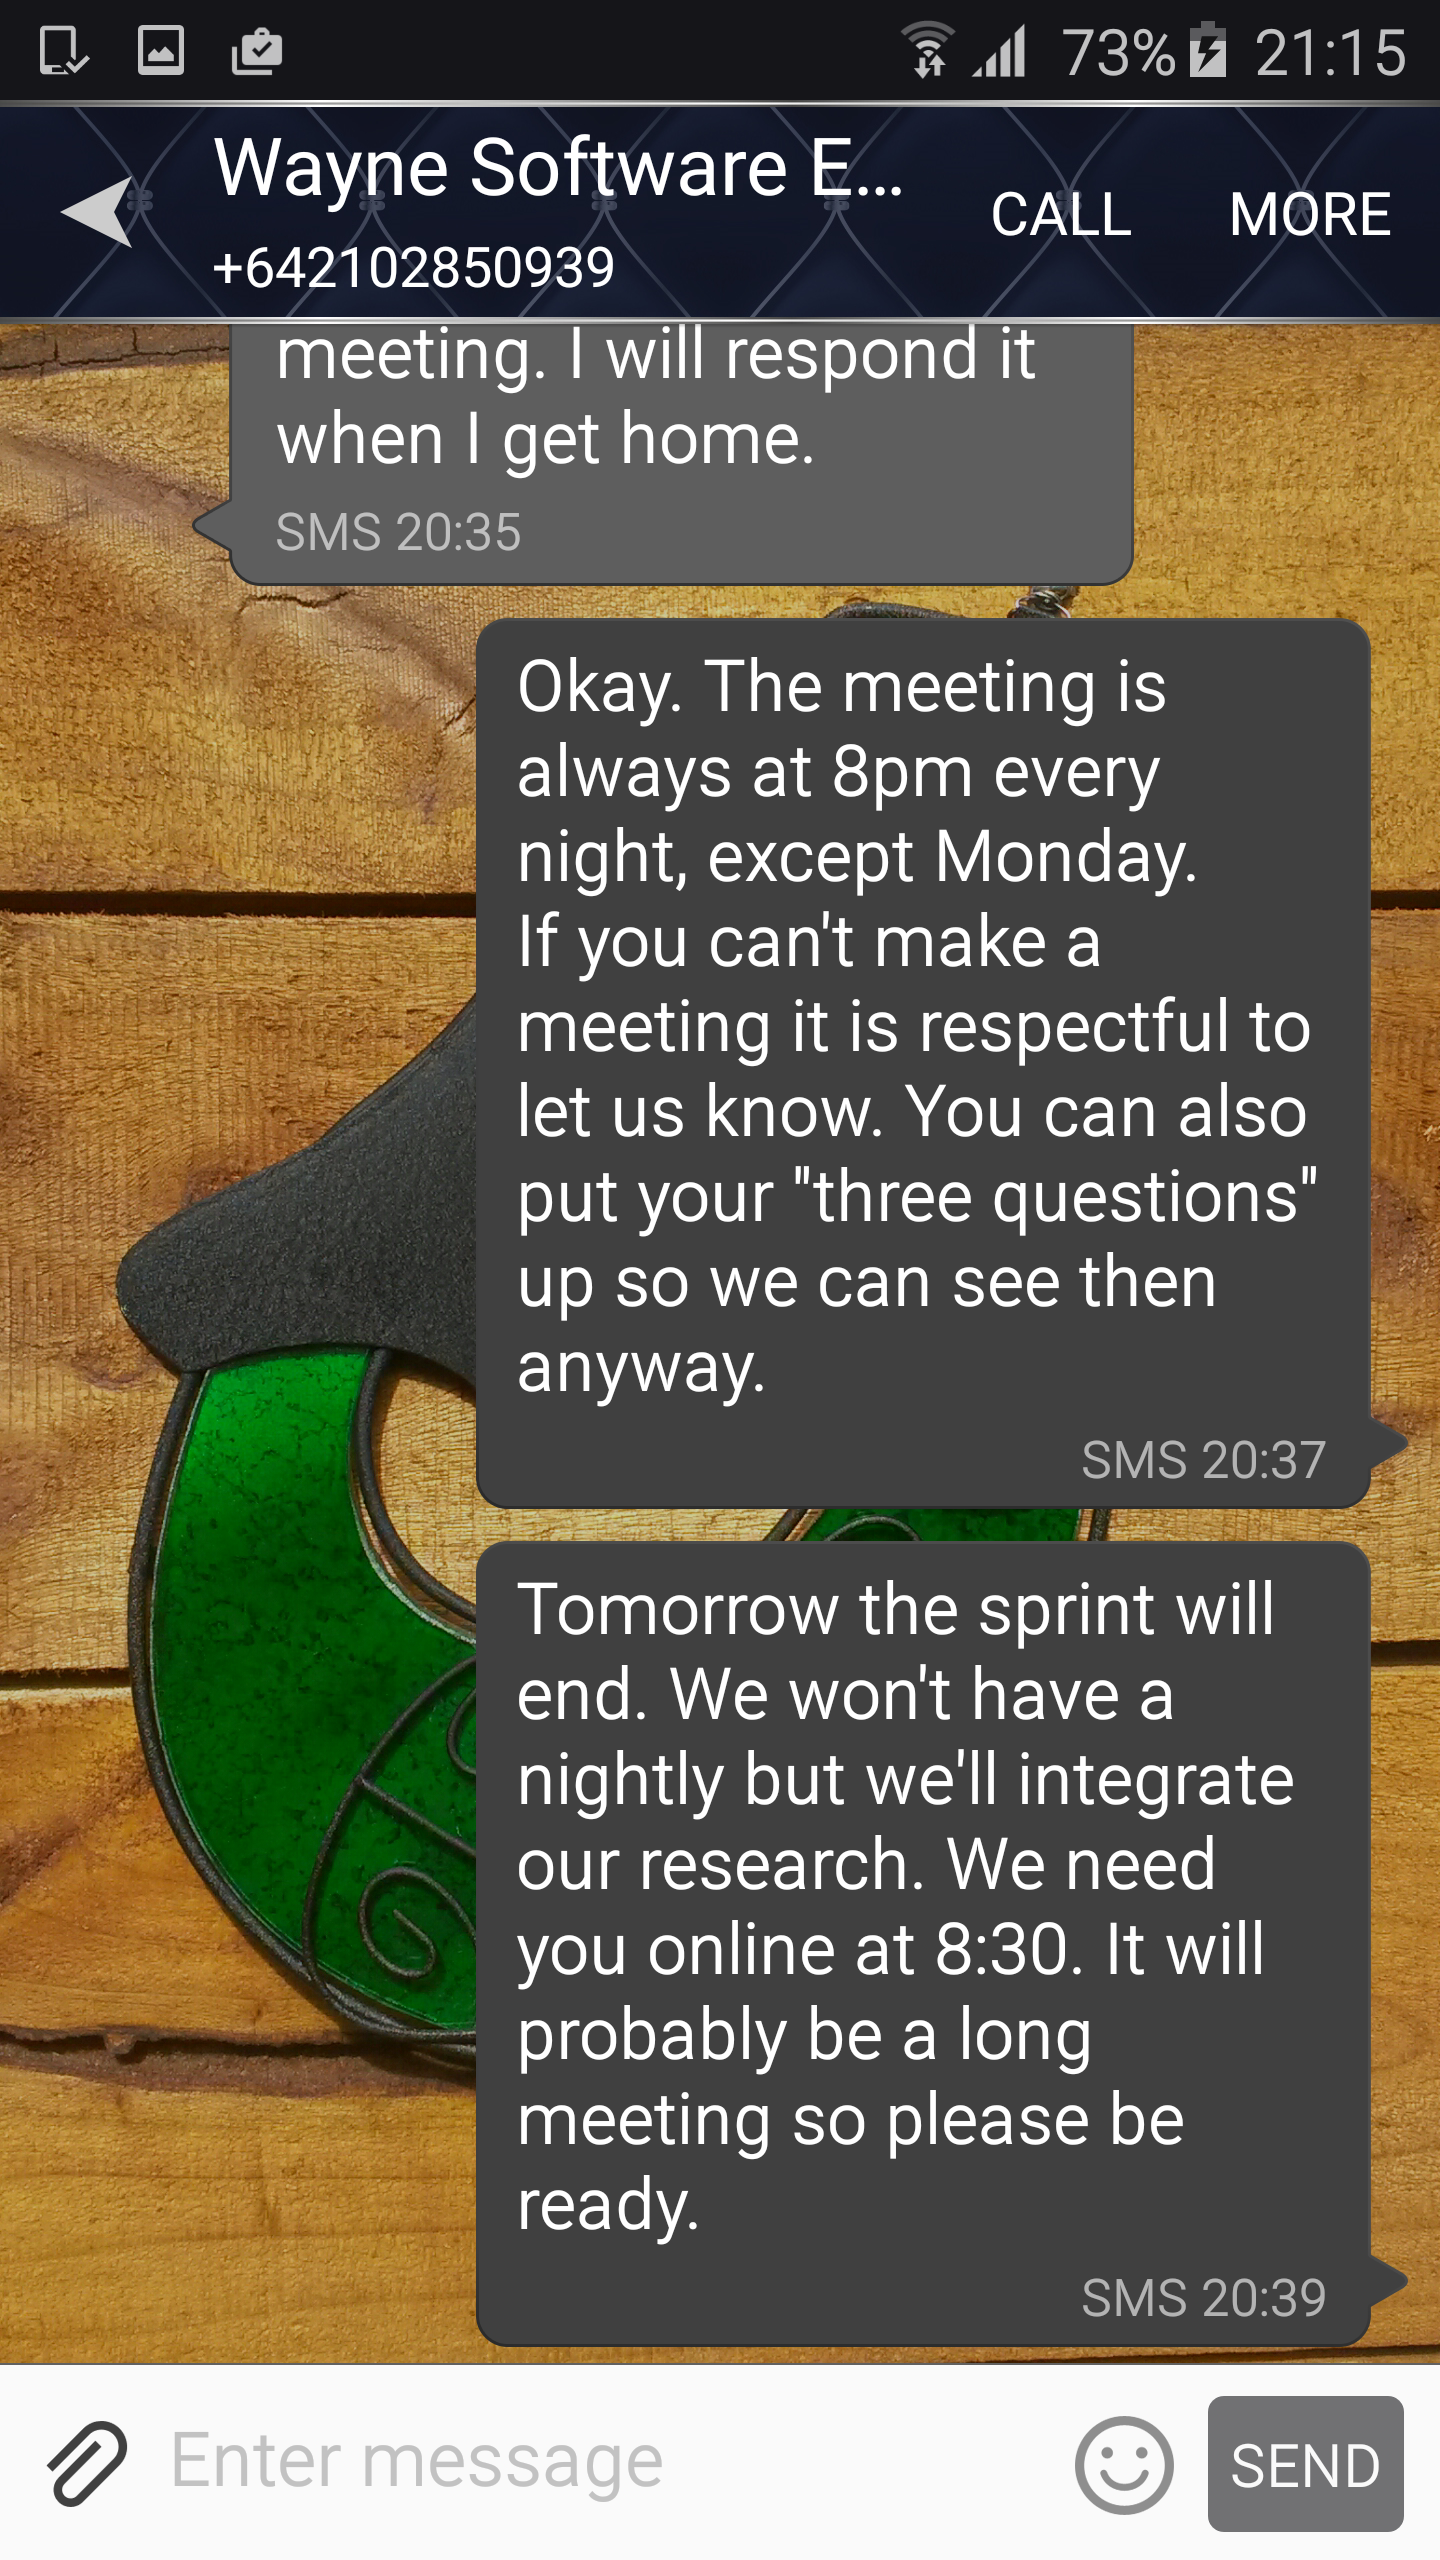 73% 21:15
Wayne Software E...
CALL MORE
+642102850939
meeting. I will respond it
when I get home.
SMS 20:35
Okay. The meeting is
always at 8pm every
night, except Monday.
If you can't make a
meeting it is respectful to
let us know. You can also
put your "three questions"
up so we can see then
anyway.
SMS 20:37
Tomorrow the sprint will
end. We won't have a
nightly but we'll integrate
our research. We need
you online at 8:30. It will
probably be a long
meeting so please be
ready.
SMS 20:39
Enter message
SEND